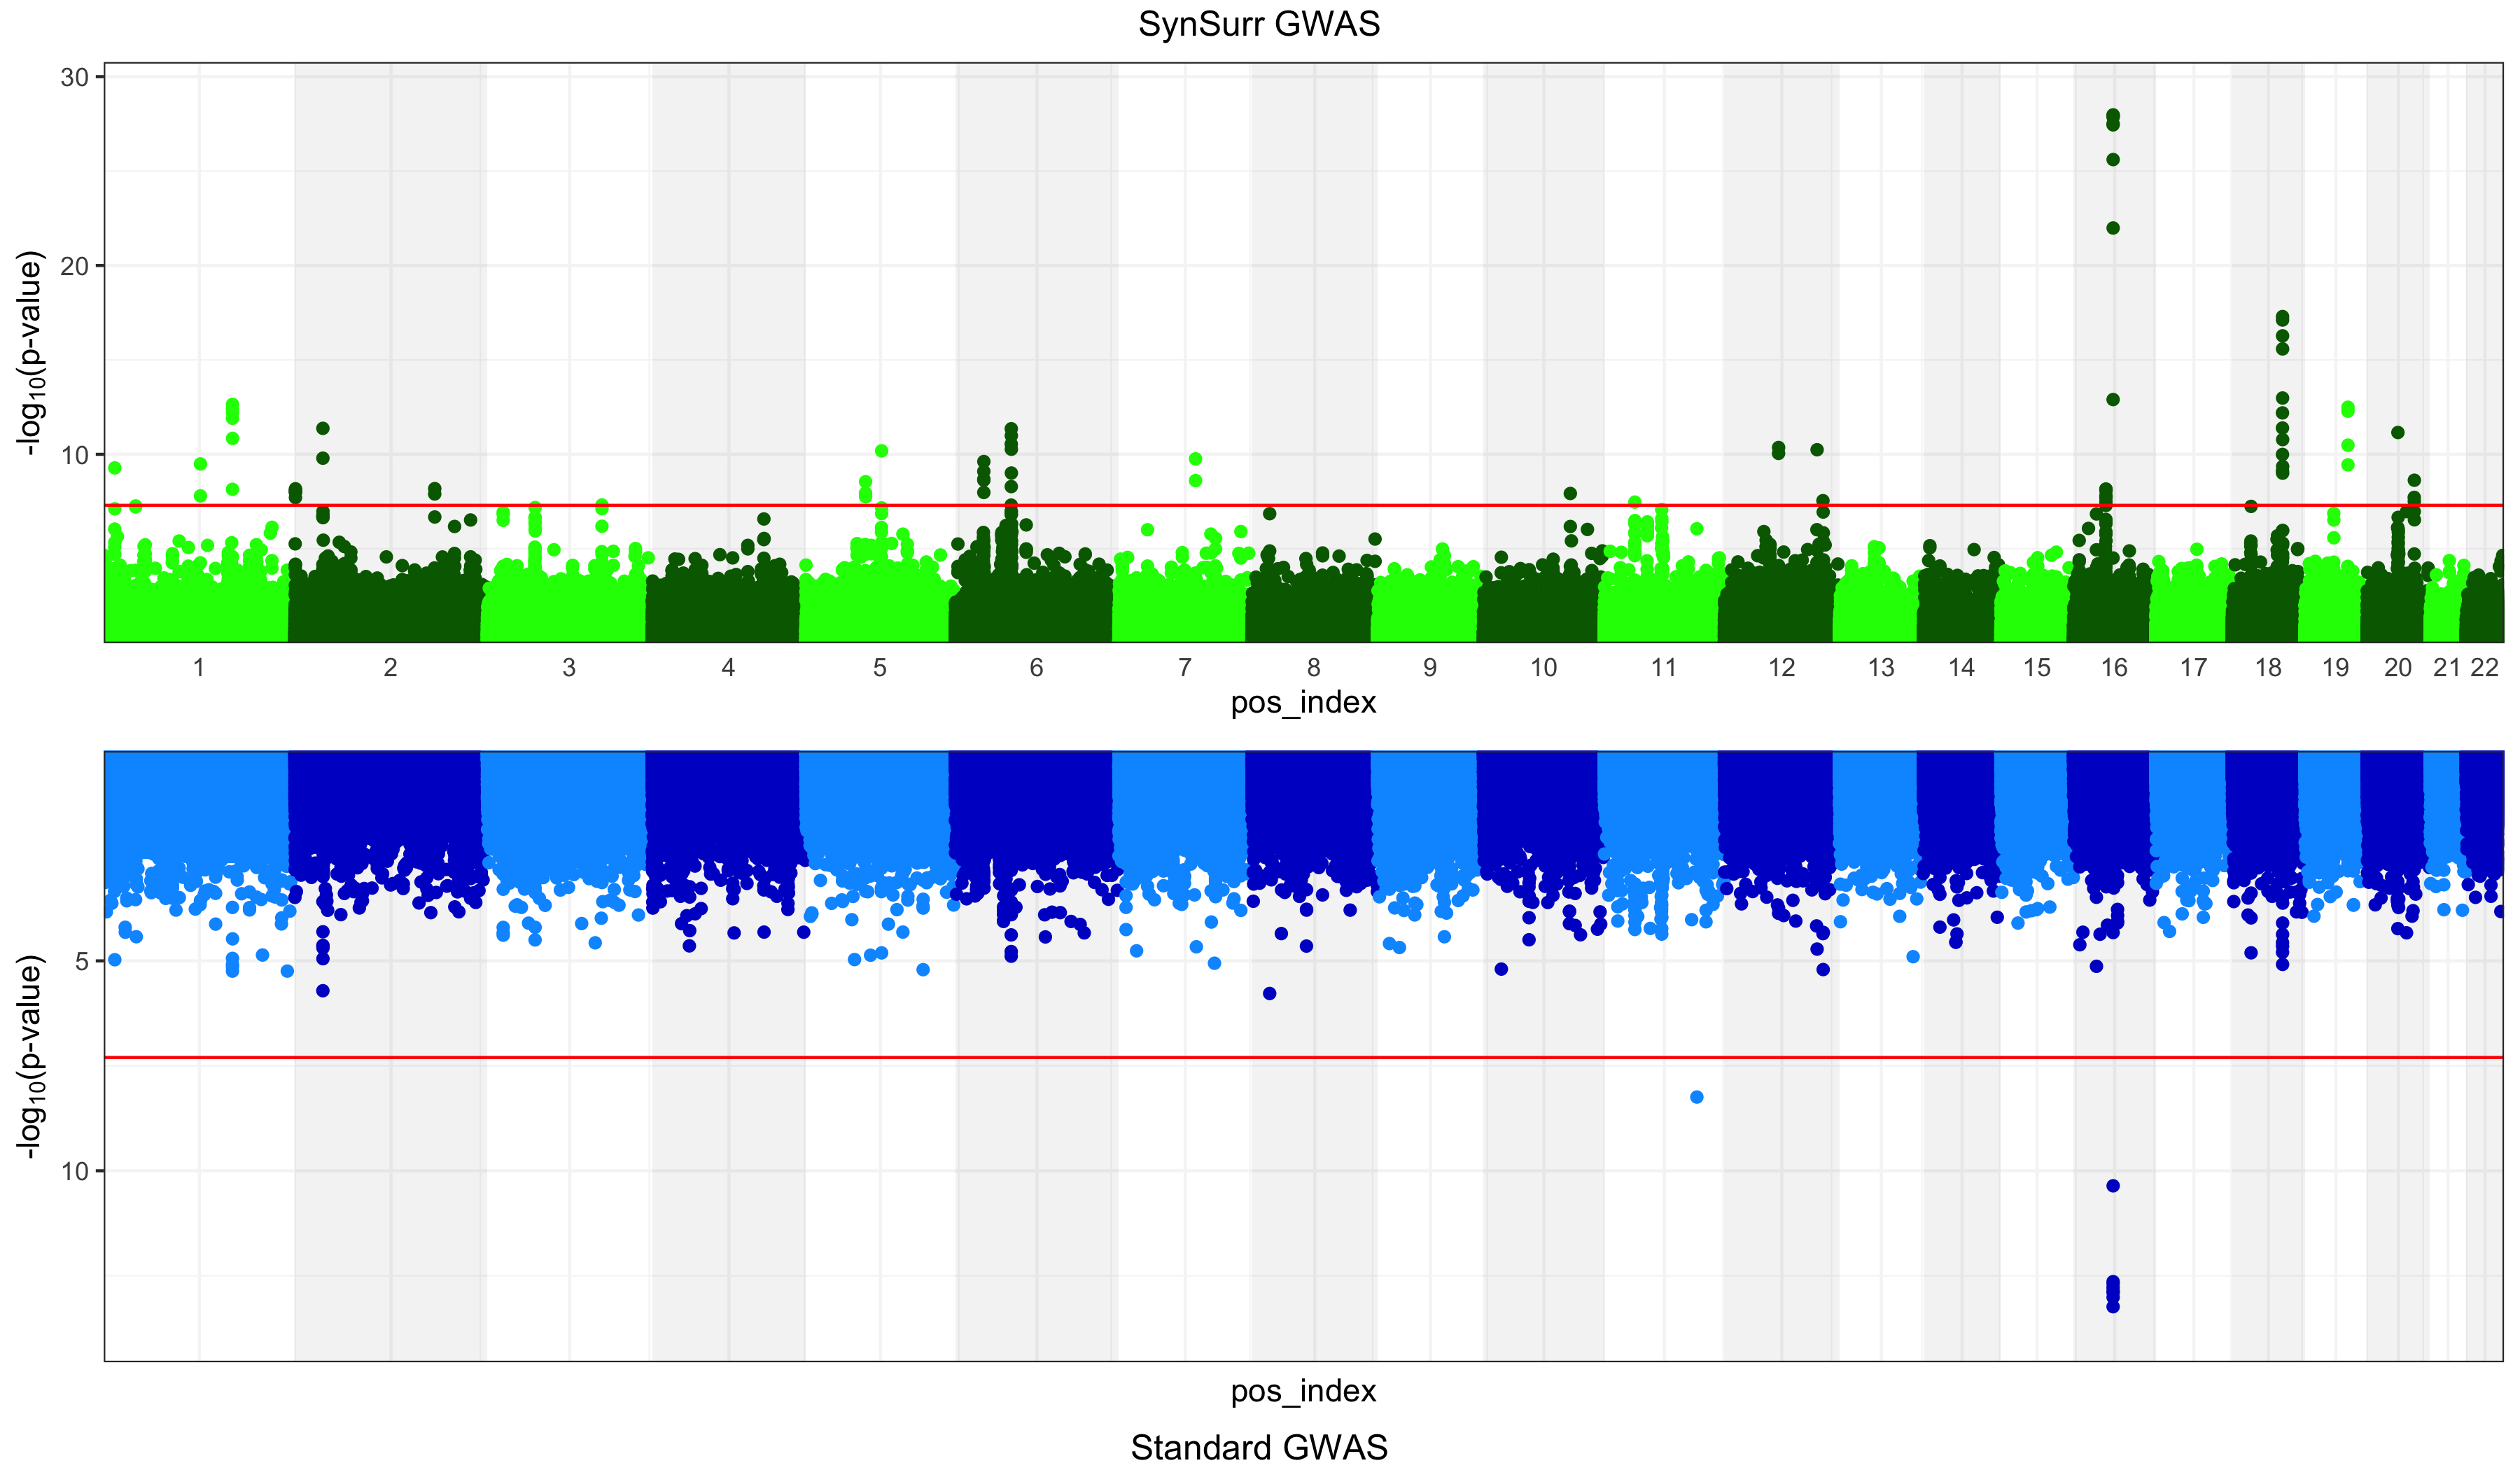 SynSurr GWAS
30
20
10
-log10(p-value)
1 2 3 4 5 6 7 8 9 10 11 12 13 14 15 16 17 18 19 20 21 22
pos_index
5
10
-log10(p-value)
pos_index
Standard GWAS